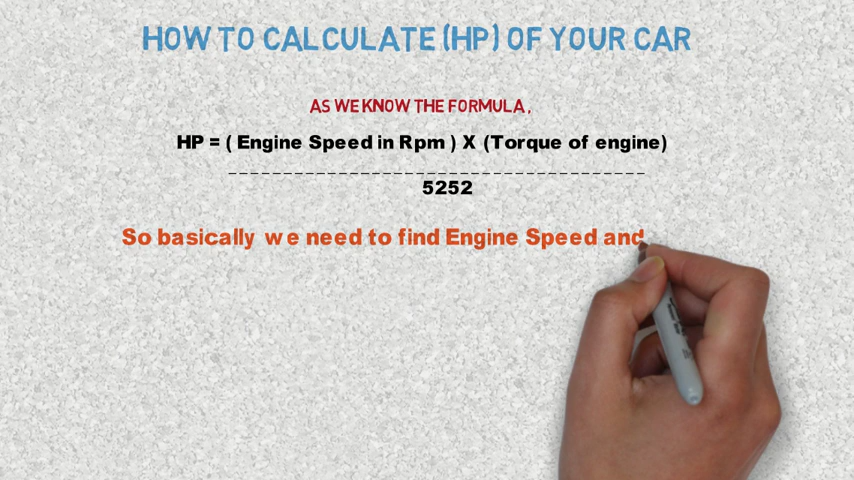 HOW TO CALCULATE (HP) OF YOUR CAR
AS WE KNOW THE FORMULA,
HP = ( Engine Speed in Rpm ) X (Torque of engine)
5252
So basically we need to find Engine Speed and